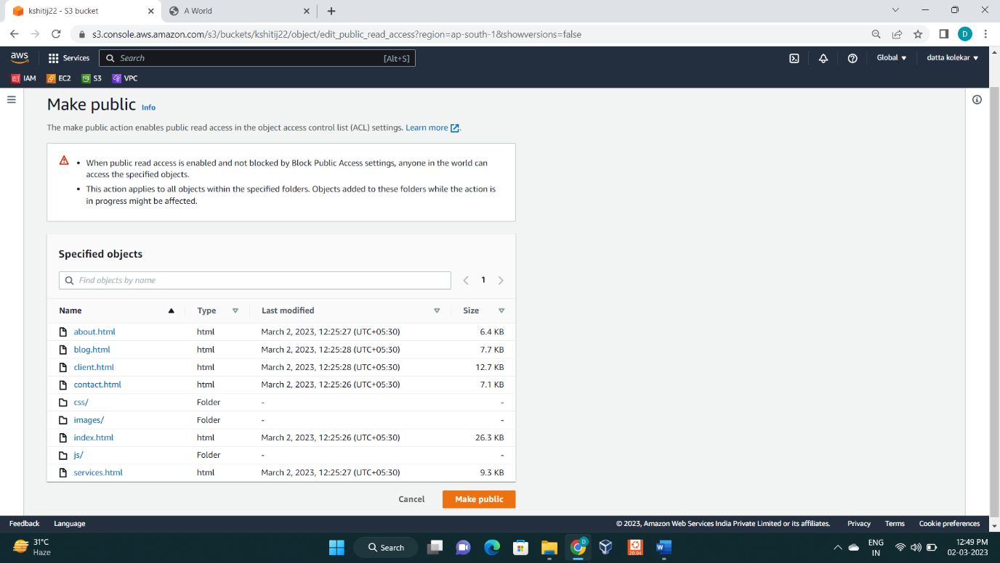 kshitij22 - S3 bucket
A World
s3.console.aws.amazon.com/s3/buckets/kshitij22/object/edit_public_read_access?region=ap-south-1&showversions=false
D
aws
Services
Search
[Alt+S]
Global
datta kolekar
IAM
EC2
S3
VPC
Make public
Info
The make public action enables public read access in the object access control list (ACL) settings. Learn more.
• When public read access is enabled and not blocked by Block Public Access settings, anyone in the world can
access the specified objects.
• This action applies to all objects within the specified folders. Objects added to these folders while the action is
in progress might be affected.
Specified objects
Find objects by name
1
Name Type Last modified Size
about.html html March 2, 2023, 12:25:27 (UTC+05:30) 6.4 KB
blog.html html March 2, 2023, 12:25:28 (UTC+05:30) 7.7 KB
client.html html March 2, 2023, 12:25:28 (UTC+05:30) 12.7 KB
contact.html html March 2, 2023, 12:25:26 (UTC+05:30) 7.1 KB
css/ Folder - -
images/ Folder - -
index.html html March 2, 2023, 12:25:26 (UTC+05:30) 26.3 KB
js/ Folder - -
services.html html March 2, 2023, 12:25:27 (UTC+05:30) 9.3 KB
Cancel
Make public
Feedback
Language
© 2023, Amazon Web Services India Private Limited or its affiliates.
Privacy
Terms
Cookie preferences
31°C
Haze
Search
D
20.04
W
ENG
IN
12:49 PM
02-03-2023